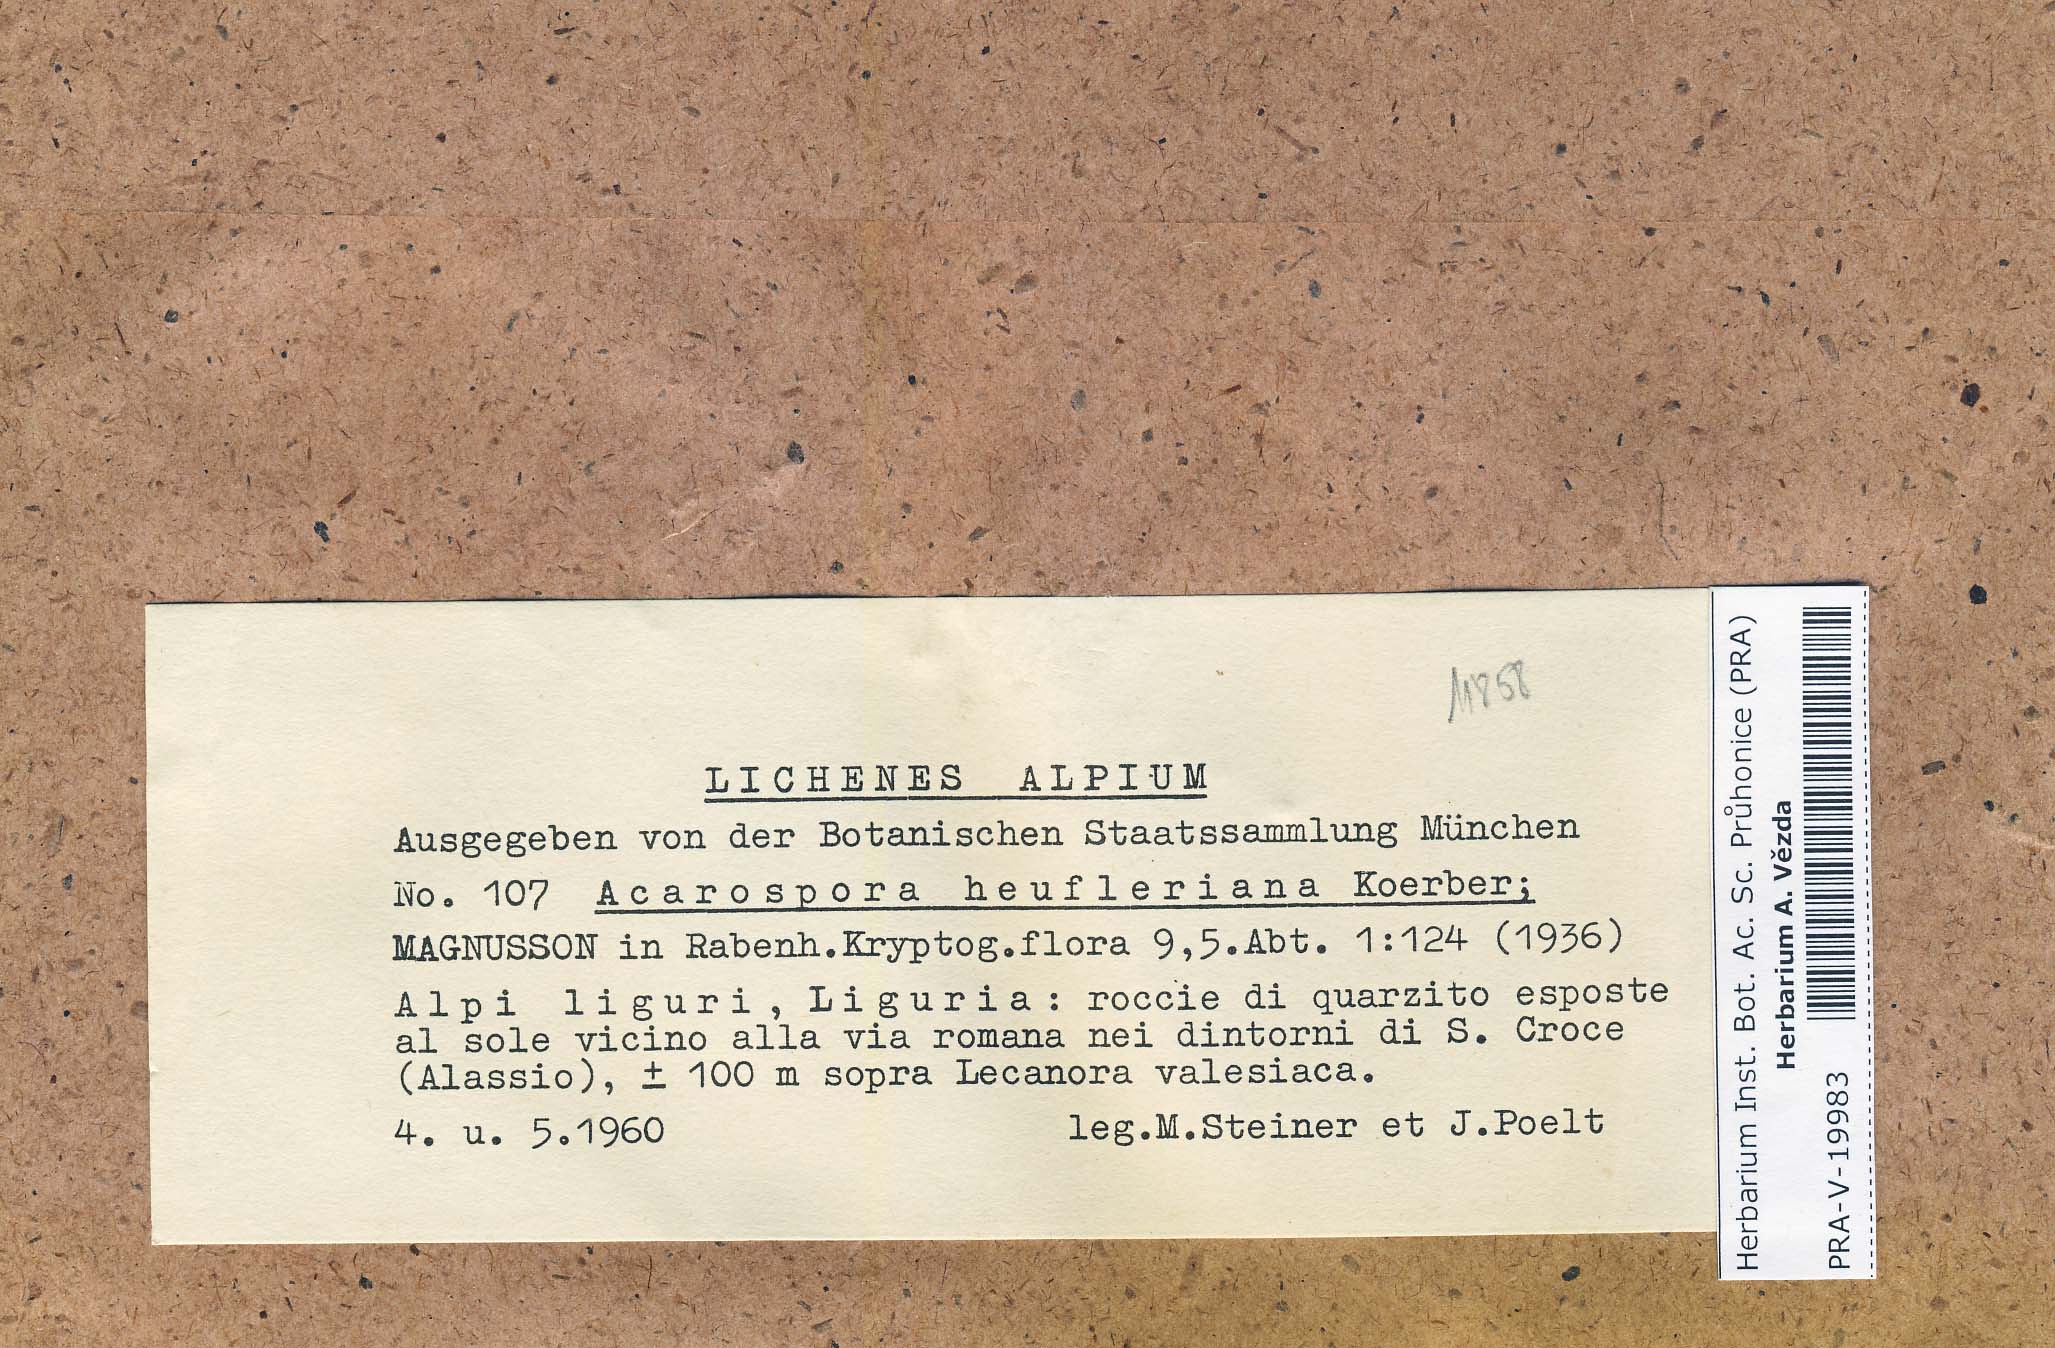 11858
LICHENES ALPIUM
Ausgegeben von der Botanischen Staatssammlung München
No. 107 Acarospora heufleriana Koerber;
MAGNUSSON in Rabenh.Kryptog.flora 9,5.Abt. 1:124 (1936)
Alpi liguri, Liguria: roccie di quarzito esposte
al sole vicino alla via romana nei dintorni di S. Croce
(Alassio), ± 100 m sopra Lecanora valesiaca.
4. u. 5.1960 leg.M.Steiner et J.Poelt
Herbarium Inst. Bot. Ac. Sc. Průhonice (PRA)
Herbarium A. Vězda
PRA-V-19983